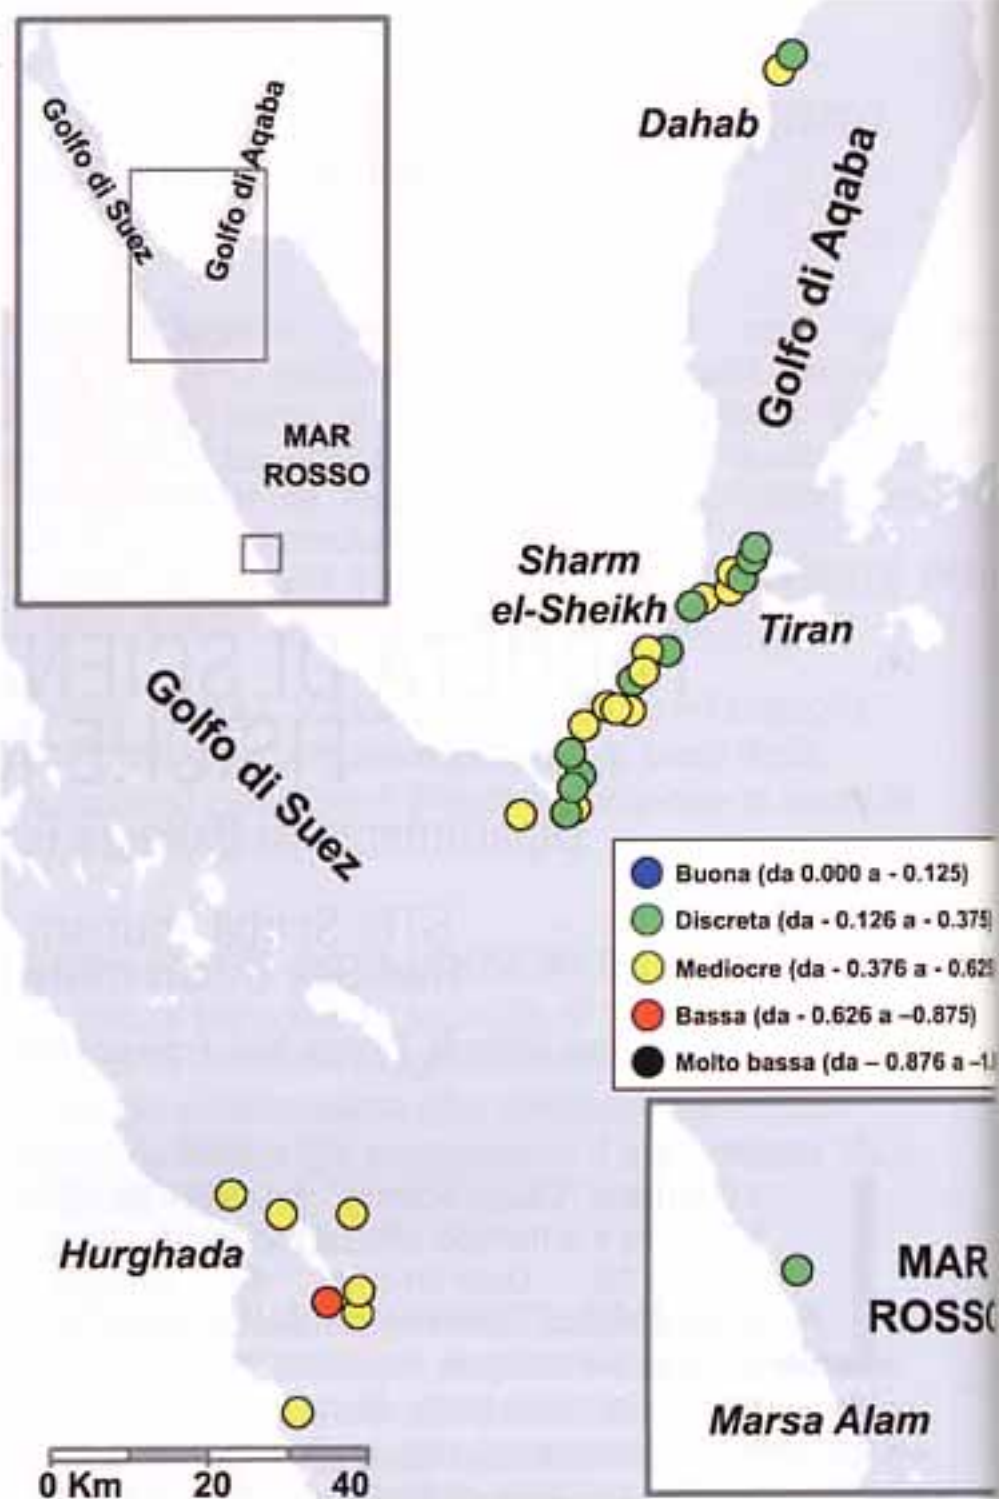 Golfo di Suez
Golfo di Aqaba
MAR
ROSSO
Dahab
Golfo di Aqaba
Sharm
el-Sheikh
Tiran
Golfo di Suez
Buona (da 0.000 a - 0.125)
Discreta (da - 0.126 a - 0.375
Mediocre (da - 0.376 a - 0.625
Bassa (da - 0.626 a –0.875)
Molto bassa (da – 0.876 a –1.
Hurghada
MAR
ROSSO
Marsa Alam
0 Km 20 40